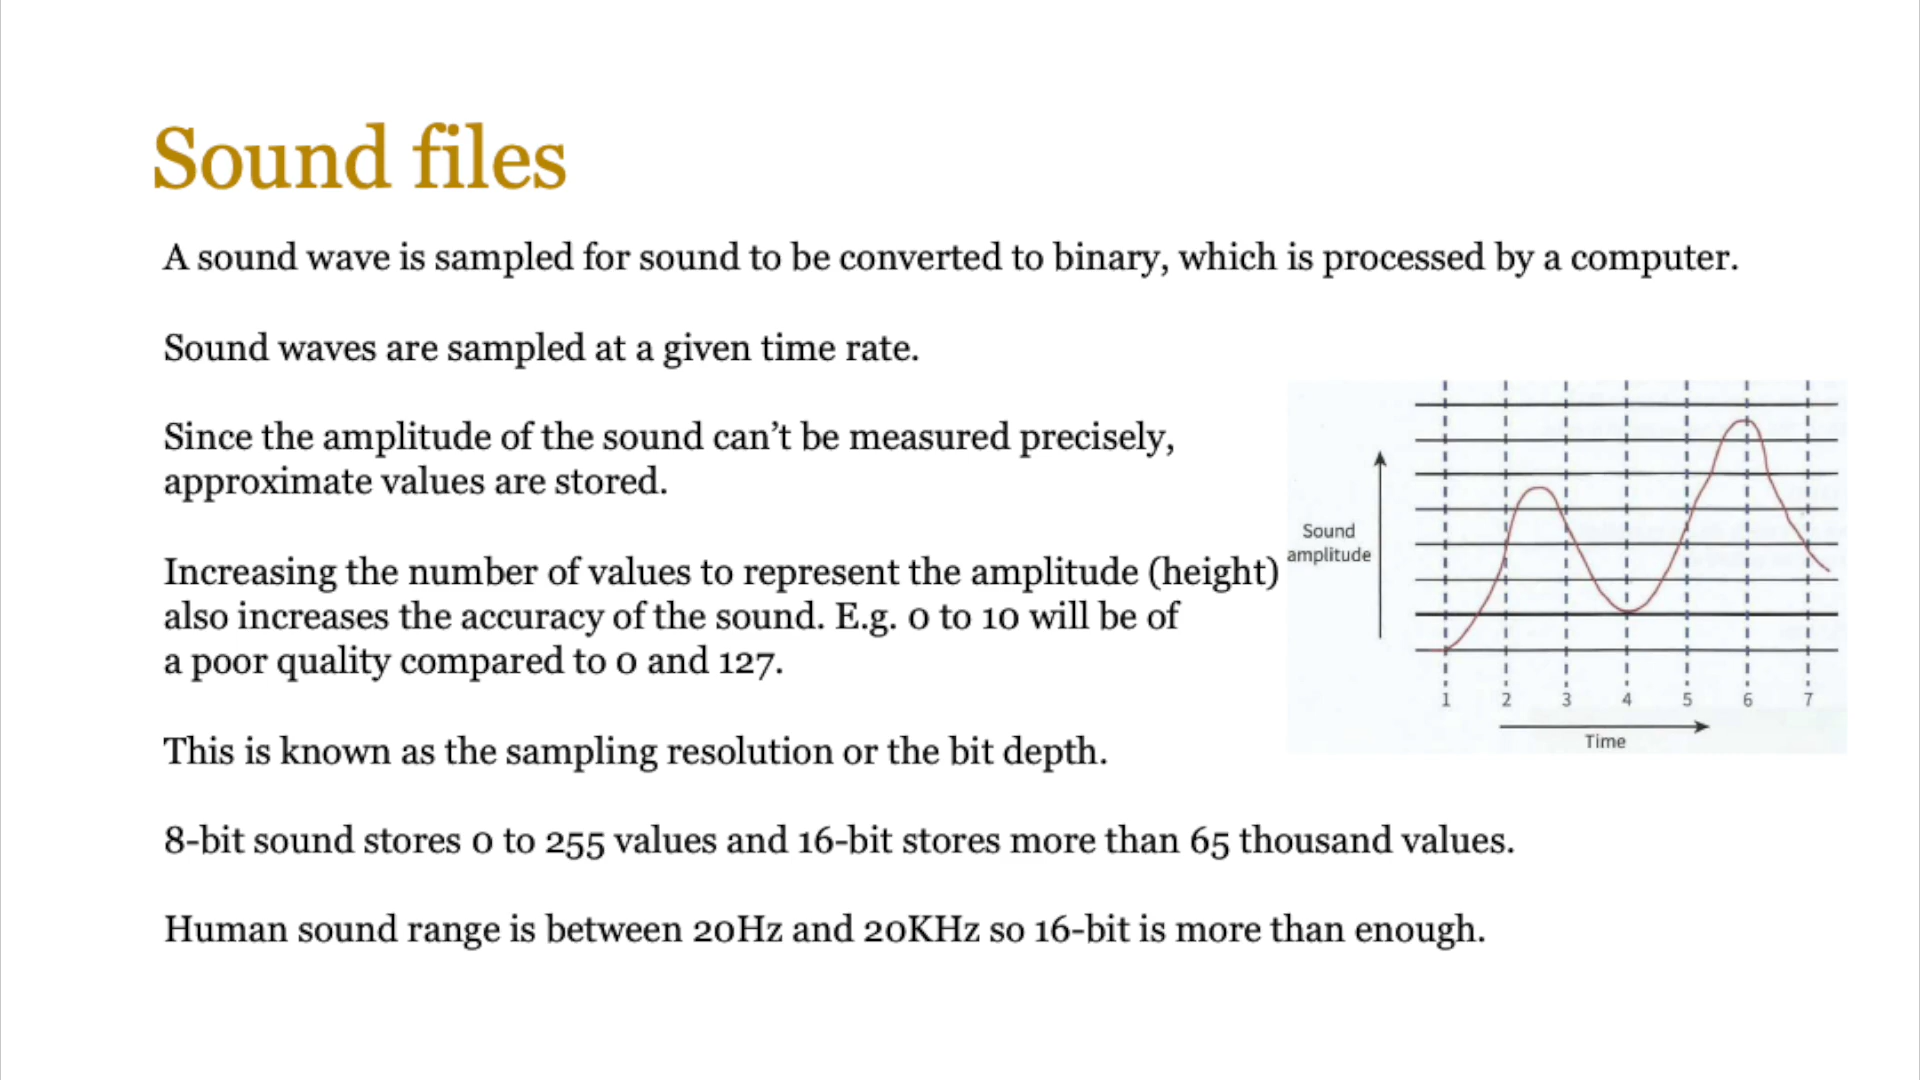 Sound files
A sound wave is sampled for sound to be converted to binary, which is processed by a computer.
Sound waves are sampled at a given time rate.
Since the amplitude of the sound can't be measured precisely,
approximate values are stored.
Increasing the number of values to represent the amplitude (height)
also increases the accuracy of the sound. E.g. 0 to 10 will be of
a poor quality compared to 0 and 127.
This is known as the sampling resolution or the bit depth.
8-bit sound stores 0 to 255 values and 16-bit stores more than 65 thousand values.
Human sound range is between 20Hz and 20KHz so 16-bit is more than enough.
Sound
amplitude
1 2 3 4 5 6 7
Time